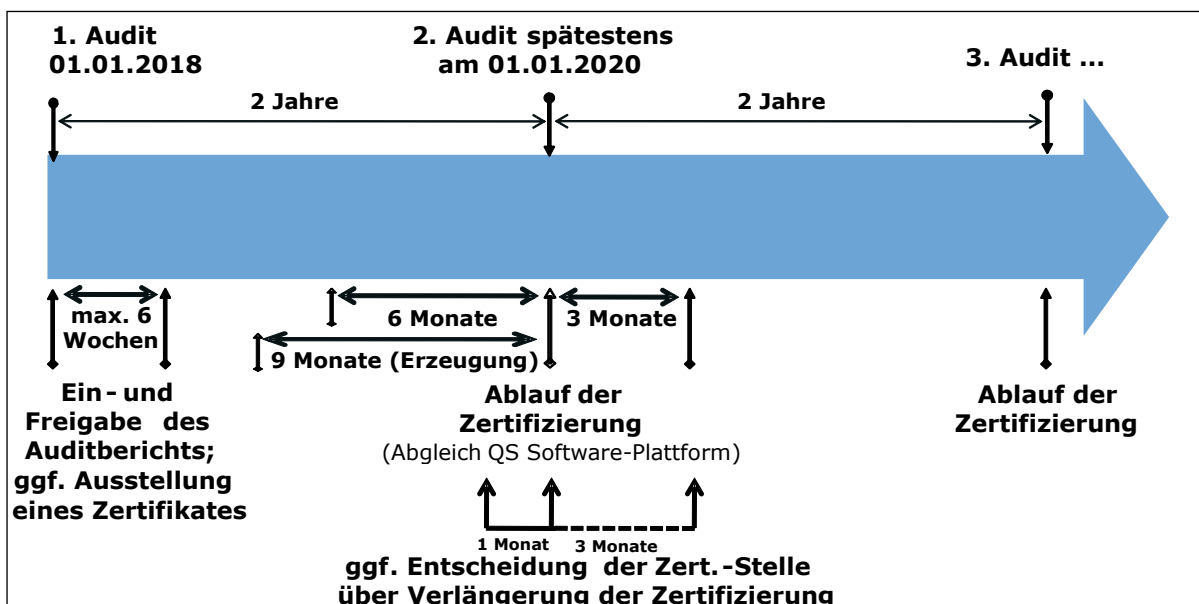 1. Audit
01.01.2018
2. Audit spätestens
am 01.01.2020
3. Audit ...
2 Jahre
2 Jahre
max. 6
Wochen
6 Monate
3 Monate
9 Monate (Erzeugung)
Ein- und
Freigabe des
Auditberichts;
ggf. Ausstellung
eines Zertifikates
Ablauf der
Zertifizierung
(Abgleich QS Software-Plattform)
Ablauf der
Zertifizierung
1 Monat
3 Monate
ggf. Entscheidung der Zert.-Stelle
über Verlängerung der Zertifizierung